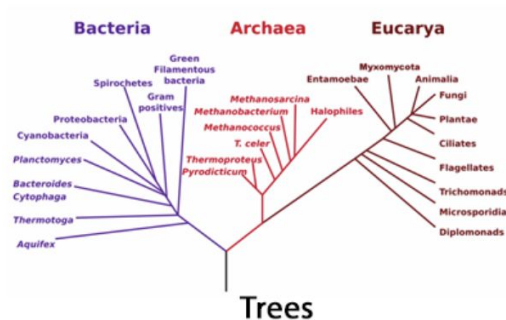 Bacteria
Archaea
Eucarya
Green
Filamentous
bacteria
Spirochetes
Gram
positives
Proteobacteria
Cyanobacteria
Planctomyces
Bacteroides
Cytophaga
Thermotoga
Aquifex
Methanosarcina
Methanobacterium
Halophiles
Methanococcus
T. celer
Thermoproteus
Pyrodicticum
Myxomycota
Entamoebae
Animalia
Fungi
Plantae
Ciliates
Flagellates
Trichomonads
Microsporidia
Diplomonads
Trees